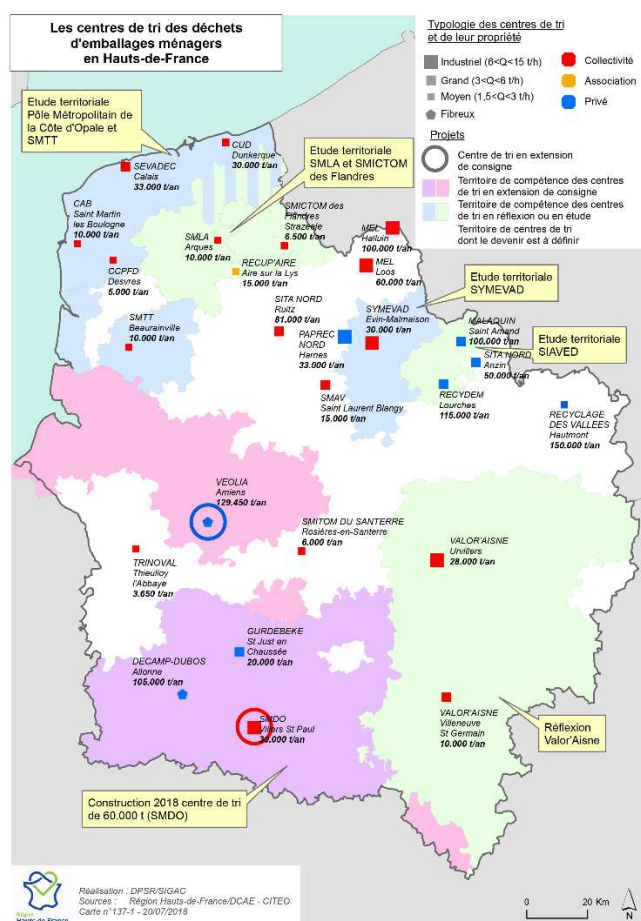 Les centres de tri des déchets
d'emballages ménagers
en Hauts-de-France
Typologie des centres de tri
et de leur propriété
Industriel (6<Q<15 t/h)
Grand (3<Q<6 t/h)
Moyen (1,5<Q<3 t/h)
Fibreux
Collectivité
Association
Privé
Projets
Centre de tri en extension
de consigne
Territoire de compétence des centres
de tri en extension de consigne
Territoire de compétence des centres
de tri en réflexion ou en étude
Territoire de centres de tri
dont le devenir est à définir
Etude territoriale
Pôle Métropolitain de
la Côte d'Opale et
SMTT
CUD
Dunkerque
30.000 t/an
Etude territoriale
SMLA et SMICTOM
des Flandres
SEVADEC
Calais
33.000 t/an
CAB
Saint Martin
les Boulogne
10.000 t/an
SMICTOM des
Flandres
Strazeele
6.500 t/an
SMLA
Arques
10.000 t/an
MEL
Halluin
100.000 t/an
CCPFD
Desvres
5.000 t/an
RECUP'AIRE
Aire sur la Lys
15.000 t/an
MEL
Loos
60.000 t/an
Etude territoriale
SYMEVAD
SMTT
Beaurainville
10.000 t/an
SITA NORD
Ruitz
81.000 t/an
SYMEVAD
Evin-Malmaison
30.000 t/an
MALAQUIN
Saint Amand
100.000 t/an
Etude territoriale
SIAVED
PAPREC
NORD
Harnes
33.000 t/an
SITA NORD
Anzin
50.000 t/an
SMAV
Saint Laurent Blangy
15.000 t/an
RECYDEM
Lourches
115.000 t/an
RECYCLAGE
DES VALLEES
Hautmont
150.000 t/an
VEOLIA
Amiens
129.450 t/an
SMITOM DU SANTERRE
Rosières-en-Santerre
6.000 t/an
VALOR'AISNE
Urvillers
28.000 t/an
TRINOVAL
Thieulloy
l'Abbaye
3.650 t/an
GURDEBEKE
St Just en
Chaussée
20.000 t/an
DECAMP-DUBOS
Allonne
105.000 t/an
SMDO
Villers St Paul
30.000 t/an
VALOR'AISNE
Villeneuve
St Germain
10.000 t/an
Réflexion
Valor'Aisne
Construction 2018 centre de tri
de 60.000 t (SMDO)
Région
Hauts-de-France
Réalisation : DPSR/SIGAC
Sources : Région Hauts-de-France/DCAE - CITEO
Carte n°137-1 - 20/07/2018
0 20 Km
N